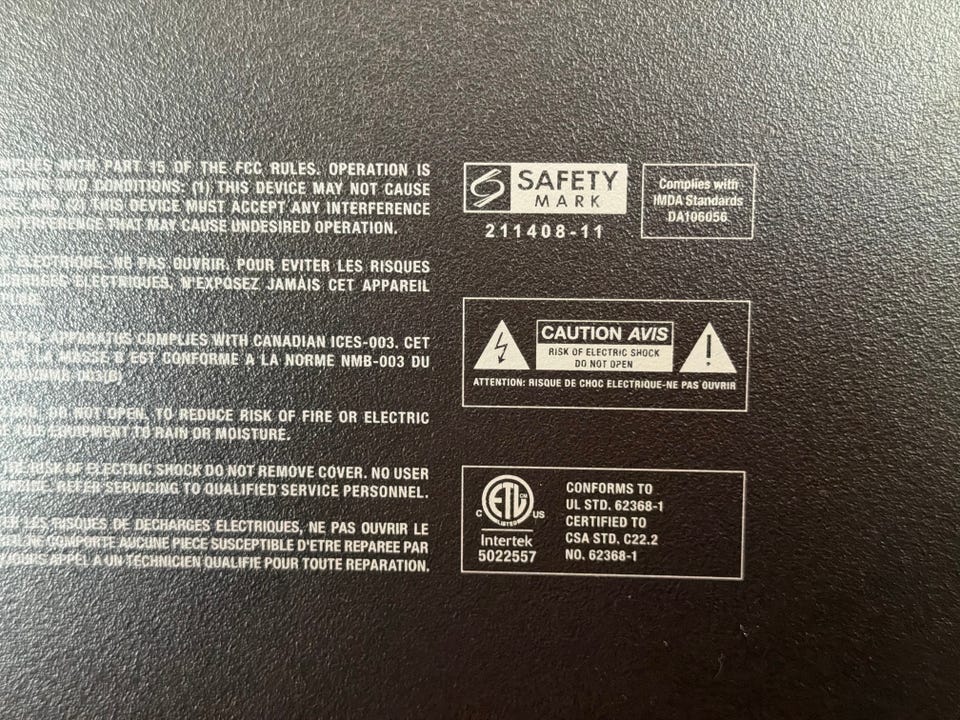 WITH PART 15 OF THE FCC RULES. OPERATION IS
TWO CONDITIONS: (1) THIS DEVICE MAY NOT CAUSE
AND (2) THIS DEVICE MUST ACCEPT ANY INTERFERENCE
THAT MAY CAUSE UNDESIRED OPERATION.
ELECTRIQUE-NE PAS OUVRIR. POUR EVITER LES RISQUES
ELECTRIQUES, N'EXPOSEZ JAMAIS CET APPAREIL
APPARATUS COMPLIES WITH CANADIAN ICES-003. CET
DE LA MASSE B EST CONFORME A LA NORME NMB-003 DU
DO NOT OPEN. TO REDUCE RISK OF FIRE OR ELECTRIC
EQUIPMENT TO RAIN OR MOISTURE.
RISK OF ELECTRIC SHOCK DO NOT REMOVE COVER. NO USER
REFER SERVICING TO QUALIFIED SERVICE PERSONNEL.
LES RISQUES DE DECHARGES ELECTRIQUES, NE PAS OUVRIR LE
COMPORTE AUCUNE PIECE SUSCEPTIBLE D'ETRE REPAREE PAR
APPEL A UN TECHNICIEN QUALIFIE POUR TOUTE REPARATION.
SAFETY
MARK
211408-11
Complies with
IMDA Standards
DA106056
CAUTION AVIS
RISK OF ELECTRIC SHOCK
DO NOT OPEN
ATTENTION: RISQUE DE CHOC ELECTRIQUE-NE PAS OUVRIR
ETL CM
LISTED
C US
Intertek
5022557
CONFORMS TO
UL STD. 62368-1
CERTIFIED TO
CSA STD. C22.2
NO. 62368-1